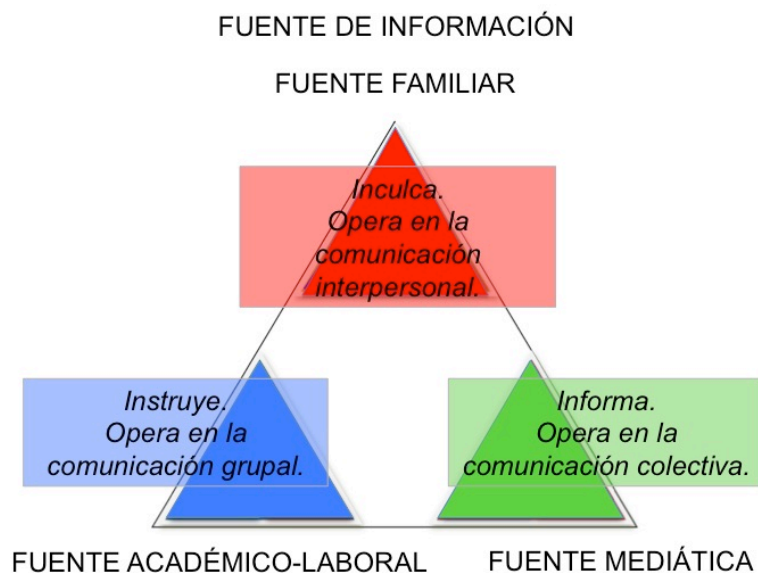 FUENTE DE INFORMACIÓN
FUENTE FAMILIAR
Inculca.
Opera en la
comunicación
interpersonal.
Instruye.
Opera en la
comunicación grupal.
Informa.
Opera en la
comunicación colectiva.
FUENTE ACADÉMICO-LABORAL
FUENTE MEDIÁTICA